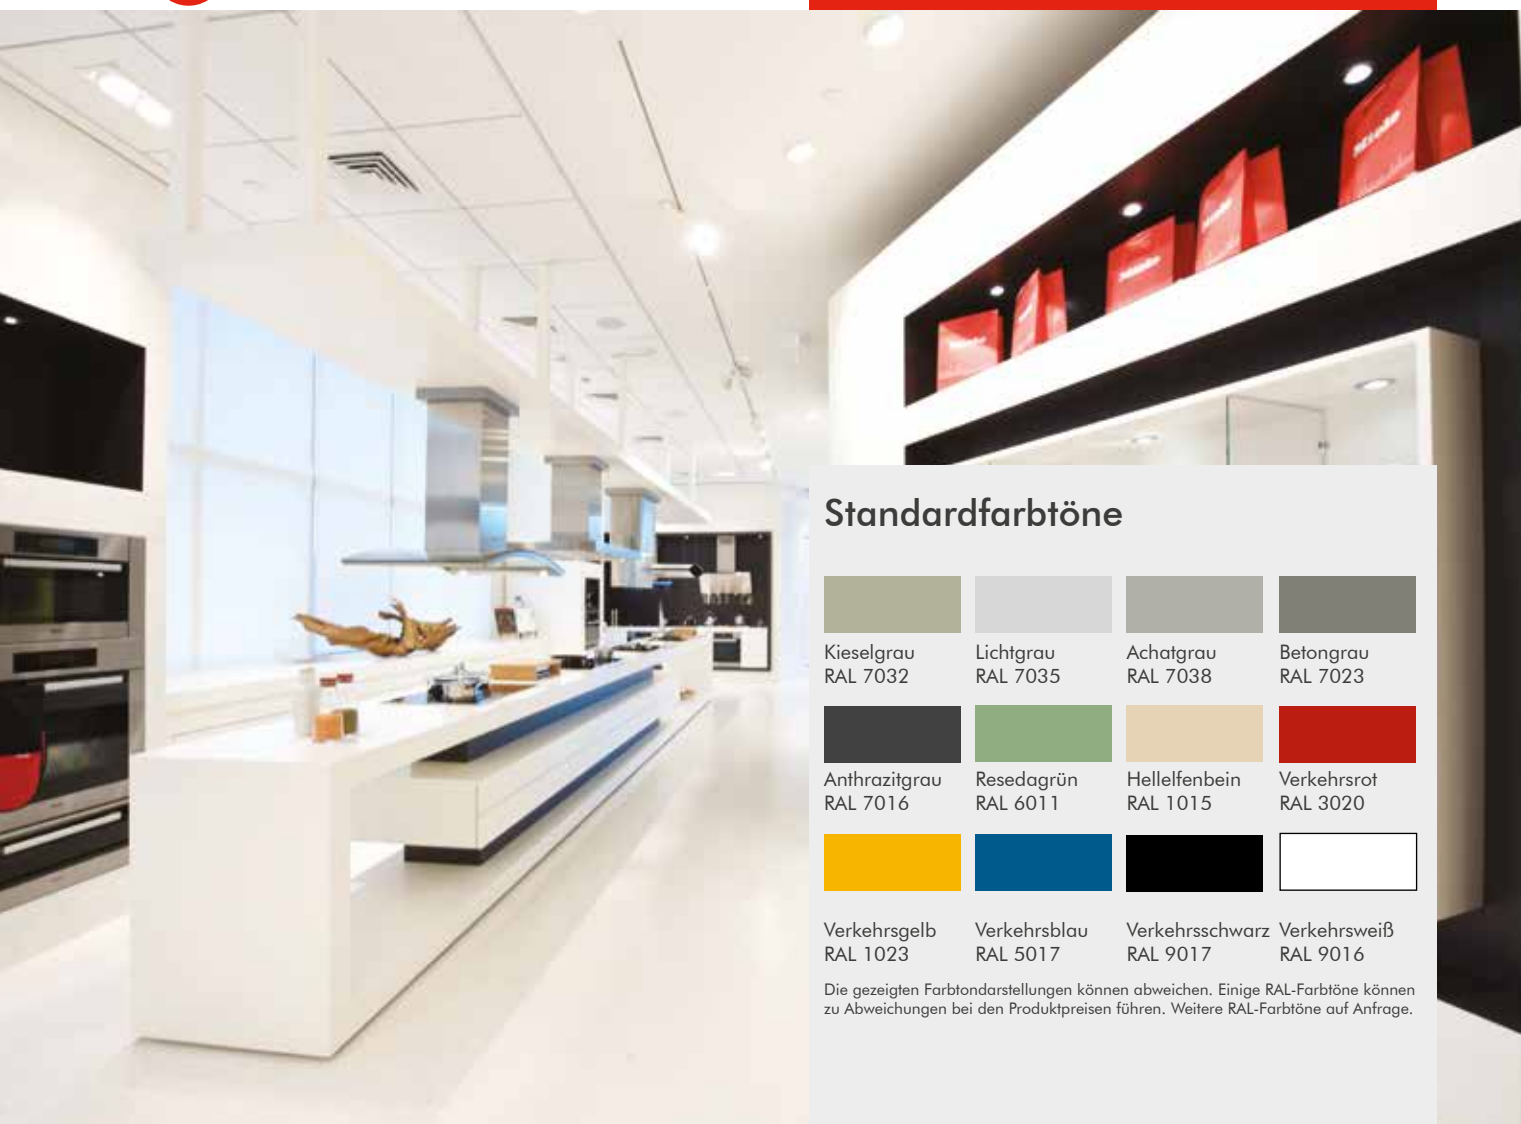 Standardfarbtöne
Kieselgrau
RAL 7032
Lichtgrau
RAL 7035
Achatgrau
RAL 7038
Betongrau
RAL 7023
Anthrazitgrau
RAL 7016
Resedagrün
RAL 6011
Hellelfenbein
RAL 1015
Verkehrsrot
RAL 3020
Verkehrsgelb
RAL 1023
Verkehrsblau
RAL 5017
Verkehrsschwarz
RAL 9017
Verkehrsweiß
RAL 9016
Die gezeigten Farbtondarstellungen können abweichen. Einige RAL-Farbtöne können
zu Abweichungen bei den Produktpreisen führen. Weitere RAL-Farbtöne auf Anfrage.